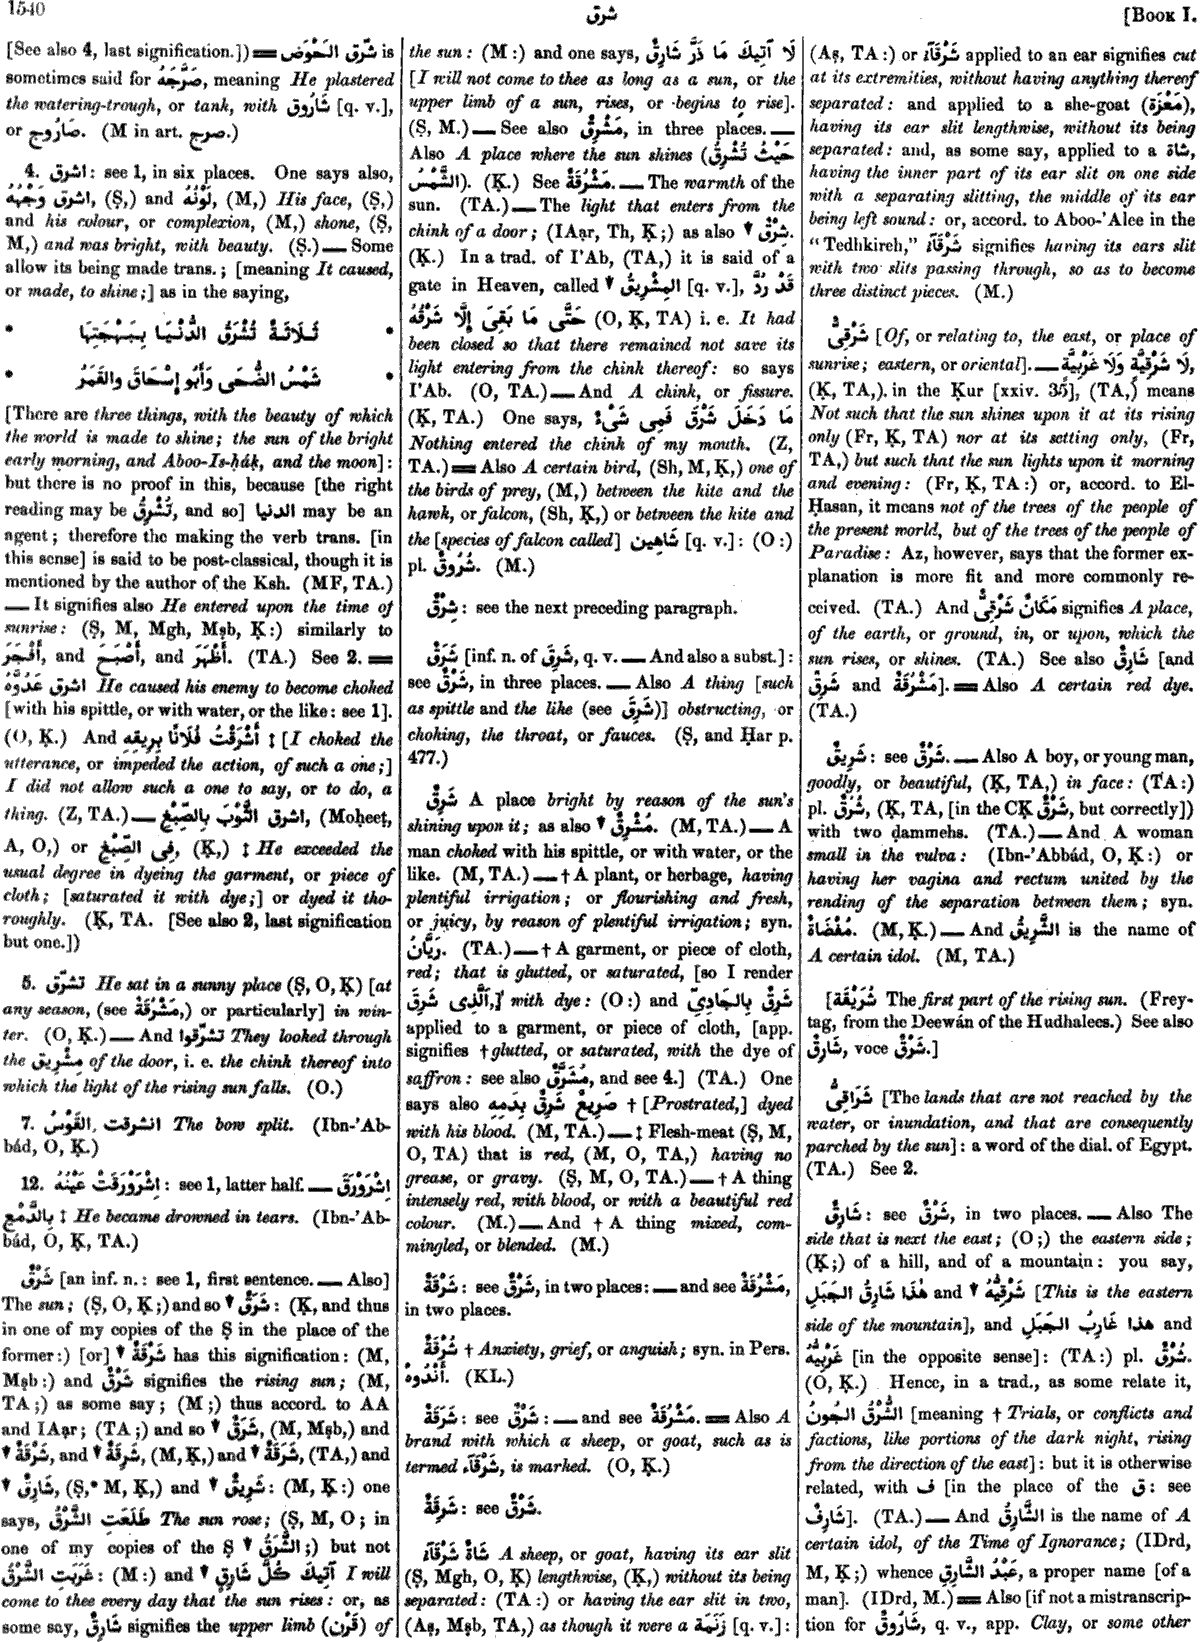 1540
شرق
[Book I.
[See also 4, last signification.]) = شرّق الحَوْضَ is
sometimes said for صَرَّجَهُ, meaning He plastered
the watering-trough, or tank, with شَارُوق [q. v.],
or صَارُوج. (M in art. صرج.)
4. اشرق: see 1, in six places. One says also,
اشرق وَجْهُهُ, (Ṣ,) and لَوْنُهُ, (M,) His face, (Ṣ,)
and his colour, or complexion, (M,) shone, (Ṣ,
M,) and was bright, with beauty. (Ṣ.) — Some
allow its being made trans.; [meaning It caused,
or made, to shine;] as in the saying,
* ثَلَاثَةٌ تُشْرِقُ الدُّنْيَا بِبَهْجَتِهَا *
* شَمْسُ الضُّحَى وَأَبُو إِسْحَاقَ والقَمَرُ *
[There are three things, with the beauty of which
the world is made to shine; the sun of the bright
early morning, and Aboo-Is-ḥáḳ, and the moon]:
but there is no proof in this, because [the right
reading may be تُشْرِقُ, and so] الدنيا may be an
agent; therefore the making the verb trans. [in
this sense] is said to be post-classical, though it is
mentioned by the author of the Ksh. (MF, TA.)
— It signifies also He entered upon the time of
sunrise: (Ṣ, M, Mgh, Mṣb, Ḳ:) similarly to
أَفْجَرَ, and أَصْبَحَ, and أَظْهَرَ. (TA.) See 2. =
اشرق عَدُوَّهُ He caused his enemy to become choked
[with his spittle, or with water, or the like: see 1].
(O, Ḳ.) And أَشْرَقْتُ فُلَانًا بِرِيقِهِ ‡ [I choked the
utterance, or impeded the action, of such a one;]
I did not allow such a one to say, or to do, a
thing. (Z, TA.) — اشرق الثَّوْبَ بِالصِّبْغِ, (Moḥeeṭ,
A, O,) or فِى الصِّبْغِ, (Ḳ,) ‡ He exceeded the
usual degree in dyeing the garment, or piece of
cloth; [saturated it with dye;] or dyed it tho-
roughly. (Ḳ, TA. [See also 2, last signification
but one.])
5. تشرّق He sat in a sunny place (Ṣ, O, Ḳ) [at
any season, (see مَشْرُقَةٌ,) or particularly] in win-
ter. (O, Ḳ.) — And تشرّقوا They looked through
the مِشْرِيق of the door, i. e. the chink thereof into
which the light of the rising sun falls. (O.)
7. انشرقت القَوْسُ The bow split. (Ibn-'Ab-
bád, O, Ḳ.)
12. اِشْرَوْرَقَتْ عَيْنُهُ: see 1, latter half. — اِشْرَوْرَقَ
بِالدَّمْعِ ‡ He became drowned in tears. (Ibn-'Ab-
bád, O, Ḳ, TA.)
شَرْقٌ [an inf. n.: see 1, first sentence. — Also]
The sun; (Ṣ, O, Ḳ;) and so ▼ شَرَقٌ: (Ḳ, and thus
in one of my copies of the Ṣ in the place of the
former:) [or] ▼ شَرْقَةٌ has this signification: (M,
Mṣb:) and شَرْقٌ signifies the rising sun; (M,
TA;) as some say; (M;) thus accord. to AA
and IAạr; (TA;) and so ▼ شَرَقٌ, (M, Mṣb,) and
▼ شَرْقَةٌ, and ▼ شَرِقَةٌ, (M, Ḳ,) and ▼ شَرَقَةٌ, (TA,) and
▼ شَارِقٌ, (Ṣ,* M, Ḳ,) and ▼ شَرِيقٌ: (M, Ḳ:) one
says, طَلَعَتِ الشَّرْقُ The sun rose; (Ṣ, M, O; in
one of my copies of the Ṣ ▼ الشَّرَقُ;) but not
غَرَبَتِ الشَّرْقُ: (M:) and آتِيكَ كُلَّ شَارِقٍ ▼ I will
come to thee every day that the sun rises: or, as
some say, شَارِقٌ signifies the upper limb (قَرْن) of
the sun: (M:) and one says, لَا آتِيكَ مَا ذَرَّ شَارِقٌ
[I will not come to thee as long as a sun, or the
upper limb of a sun, rises, or begins to rise].
(Ṣ, M.) — See also مَشْرِقٌ, in three places. —
Also A place where the sun shines (حَيْثُ تُشْرِقُ
الشَّمْسُ). (Ḳ.) See مَشْرُقَةٌ. — The warmth of the
sun. (TA.) — The light that enters from the
chink of a door; (IAạr, Th, Ḳ;) as also ▼ شِرْقٌ.
(Ḳ.) In a trad. of I'Ab, (TA,) it is said of a
gate in Heaven, called ▼ المِشْرِيقُ [q. v.], قَدْ رُدَّ
حَتَّى مَا بَقِىَ إِلَّا شَرْقُهُ (O, Ḳ, TA) i. e. It had
been closed so that there remained not save its
light entering from the chink thereof: so says
I'Ab. (O, TA.) — And A chink, or fissure.
(Ḳ, TA.) One says, مَا دَخَلَ شَرْقَ فَمِى شَىْءٌ
Nothing entered the chink of my mouth. (Z,
TA.) = Also A certain bird, (Sh, M, Ḳ,) one of
the birds of prey, (M,) between the kite and the
hawk, or falcon, (Sh, Ḳ,) or between the kite and
the [species of falcon called] شَاهِين [q. v.]: (O:)
pl. شُرُوقٌ. (M.)
شِرْقٌ: see the next preceding paragraph.
شَرَقٌ [inf. n. of شَرِقَ, q. v. — And also a subst.]:
see شَرْقٌ, in three places. — Also A thing [such
as spittle and the like (see شَرِقَ)] obstructing, or
choking, the throat, or fauces. (Ṣ, and Ḥar p.
477.)
شَرِقٌ A place bright by reason of the sun's
shining upon it; as also ▼ مُشْرِقٌ. (M, TA.) — A
man choked with his spittle, or with water, or the
like. (M, TA.) — † A plant, or herbage, having
plentiful irrigation; or flourishing and fresh,
or juicy, by reason of plentiful irrigation; syn.
رَيَّانُ. (TA.) — † A garment, or piece of cloth,
red; that is glutted, or saturated, [so I render
اَلَّذِى شَرِقَ,] with dye: (O:) and شَرِقٌ بِالجَادِىِّ
applied to a garment, or piece of cloth, [app.
signifies † glutted, or saturated, with the dye of
saffron: see also مُشَرَّقٌ, and see 4.] (TA.) One
says also صَرِيعٌ شَرِقٌ بِدَمِهِ † [Prostrated,] dyed
with his blood. (M, TA.) — ‡ Flesh-meat (Ṣ, M,
O, TA) that is red, (M, O, TA,) having no
grease, or gravy. (Ṣ, M, O, TA.) — † A thing
intensely red, with blood, or with a beautiful red
colour. (M.) — And † A thing mixed, com-
mingled, or blended. (M.)
شَرْقَةٌ: see شَرْقٌ, in two places: — and see مَشْرُقَةٌ,
in two places.
شُرْقَةٌ † Anxiety, grief, or anguish; syn. in Pers.
أَنْدُوهْ. (KL.)
شَرَقَةٌ: see شَرْقٌ: — and see مَشْرُقَةٌ. = Also A
brand with which a sheep, or goat, such as is
termed شَرْقَآءُ, is marked. (O, Ḳ.)
شَرِقَةٌ: see شَرْقٌ.
شَاةٌ شَرْقَآءُ A sheep, or goat, having its ear slit
(Ṣ, Mgh, O, Ḳ) lengthwise, (Ḳ,) without its being
separated: (TA:) or having the ear slit in two,
(Aṣ, Mṣb, TA,) as though it were a زَنَمَة [q. v.]:
(Aṣ, TA:) or شَرْقَآءُ applied to an ear signifies cut
at its extremities, without having anything thereof
separated: and applied to a she-goat (مَعْزَة),
having its ear slit lengthwise, without its being
separated: and, as some say, applied to a شاة,
having the inner part of its ear slit on one side
with a separating slitting, the middle of its ear
being left sound: or, accord. to Aboo-'Alee in the
"Tedhkireh," شَرْقَآءُ signifies having its ears slit
with two slits passing through, so as to become
three distinct pieces. (M.)
شَرْقِىٌّ [Of, or relating to, the east, or place of
sunrise; eastern, or oriental]. — لَا شَرْقِيَّةٍ وَلَا غَرْبِيَّةٍ,
(Ḳ, TA,) in the Ḳur [xxiv. 35], (TA,) means
Not such that the sun shines upon it at its rising
only (Fr, Ḳ, TA) nor at its setting only, (Fr,
TA,) but such that the sun lights upon it morning
and evening: (Fr, Ḳ, TA:) or, accord. to El-
Ḥasan, it means not of the trees of the people of
the present world, but of the trees of the people of
Paradise: Az, however, says that the former ex-
planation is more fit and more commonly re-
ceived. (TA.) And مَكَانٌ شَرْقِىٌّ signifies A place,
of the earth, or ground, in, or upon, which the
sun rises, or shines. (TA.) See also شَارِقٌ [and
شَرِقٌ and مَشْرُقَةٌ]. = Also A certain red dye.
(TA.)
شَرِيقٌ: see شَرْقٌ. — Also A boy, or young man,
goodly, or beautiful, (Ḳ, TA,) in face: (TA:)
pl. شُرُقٌ, (Ḳ, TA, [in the CḲ شُرْقٌ, but correctly])
with two ḍammehs. (TA.) — And A woman
small in the vulva: (Ibn-'Abbád, O, Ḳ:) or
having her vagina and rectum united by the
rending of the separation between them; syn.
مُفْضَاةٌ. (M, Ḳ.) — And الشَّرِيقُ is the name of
A certain idol. (M, TA.)
[شُرَيْقَةٌ The first part of the rising sun. (Frey-
tag, from the Deewán of the Hudhalees.) See also
شَارِقٌ, voce شَرْقٌ.]
شَرَاقِىُّ [The lands that are not reached by the
water, or inundation, and that are consequently
parched by the sun]: a word of the dial. of Egypt.
(TA.) See 2.
شَارِقٌ: see شَرْقٌ, in two places. — Also The
side that is next the east; (O;) the eastern side;
(Ḳ;) of a hill, and of a mountain: you say,
هٰذَا شَارِقُ الجَبَلِ and ▼ شَرْقِيُّهُ [This is the eastern
side of the mountain], and هذا غَارِبُ الجَبَلِ and
غَرْبِيُّهُ [in the opposite sense]: (TA:) pl. شُرْقٌ.
(O, Ḳ.) Hence, in a trad., as some relate it,
الشُّرْقُ الجُونُ [meaning † Trials, or conflicts and
factions, like portions of the dark night, rising
from the direction of the east]: but it is otherwise
related, with ف [in the place of the ق: see
شَارِفٌ]. (TA.) — And الشَّارِقُ is the name of A
certain idol, of the Time of Ignorance; (IDrd,
M, Ḳ;) whence عَبْدُ الشَّارِقِ, a proper name [of a
man]. (IDrd, M.) = Also [if not a mistranscrip-
tion for شَارُوقٌ, q. v., app. Clay, or some other